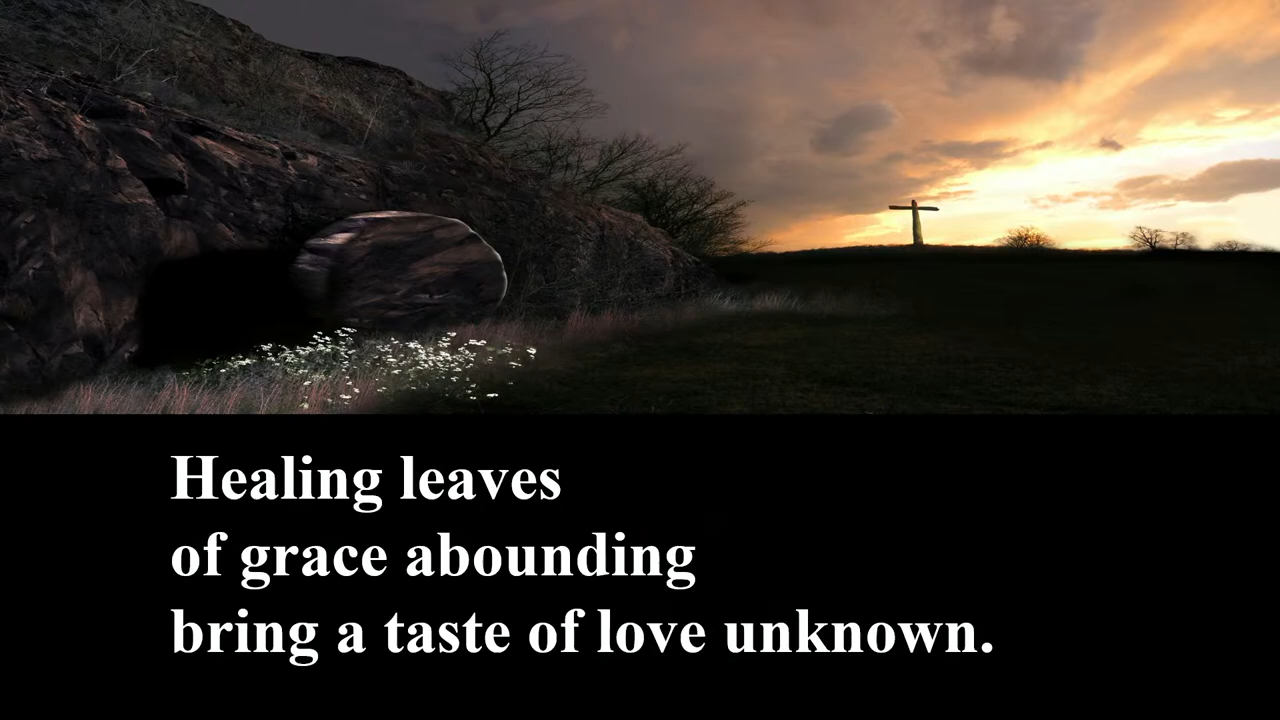 Healing leaves
of grace abounding
bring a taste of love unknown.